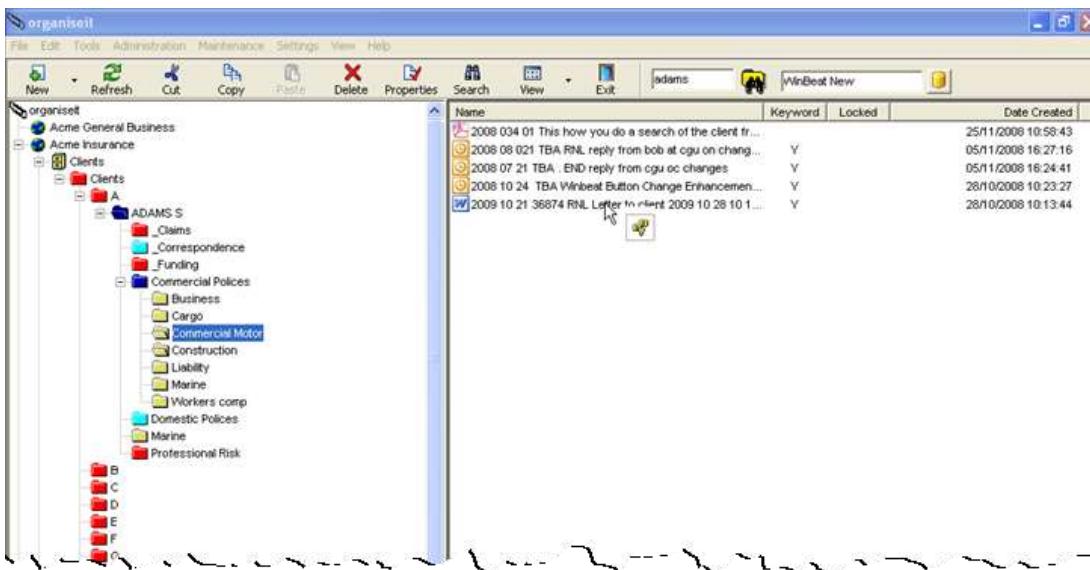 organiseit
File Edit Tools Administration Maintenance Settings View Help
New Refresh Cut Copy Paste Delete Properties Search View Exit adams WinBeat New
organiseit
Acme General Business
Acme Insurance
Clients
Clients
A
ADAMS S
_Claims
_Correspondence
_Funding
Commercial Polices
Business
Cargo
Commercial Motor
Construction
Liability
Marine
Workers comp
Domestic Polices
Marine
Professional Risk
B
C
D
E
F
Name Keyword Locked Date Created
2008 034 01 This how you do a search of the client fr... 25/11/2008 10:58:43
2008 08 021 TBA RNL reply from bob at cgu on chang... Y 05/11/2008 16:27:16
2008 07 21 TBA . END reply from cgu oc changes Y 05/11/2008 16:24:41
2008 10 24 TBA Winbeat Button Change Enhancemen... Y 28/10/2008 10:23:27
2009 10 21 36874 RNL Letter to client 2009 10 28 10 1... Y 28/10/2008 10:13:44